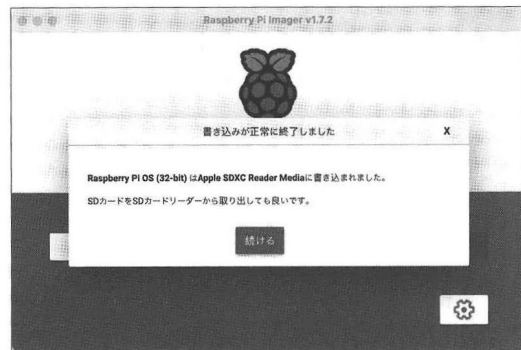 Raspberry Pi Imager v1.7.2
書き込みが正常に終了しました X
Raspberry PI OS (32-bit) はApple SDXC Reader Mediaに書き込まれました。
SDカードをSDカードリーダーから取り出しても良いです。
続ける